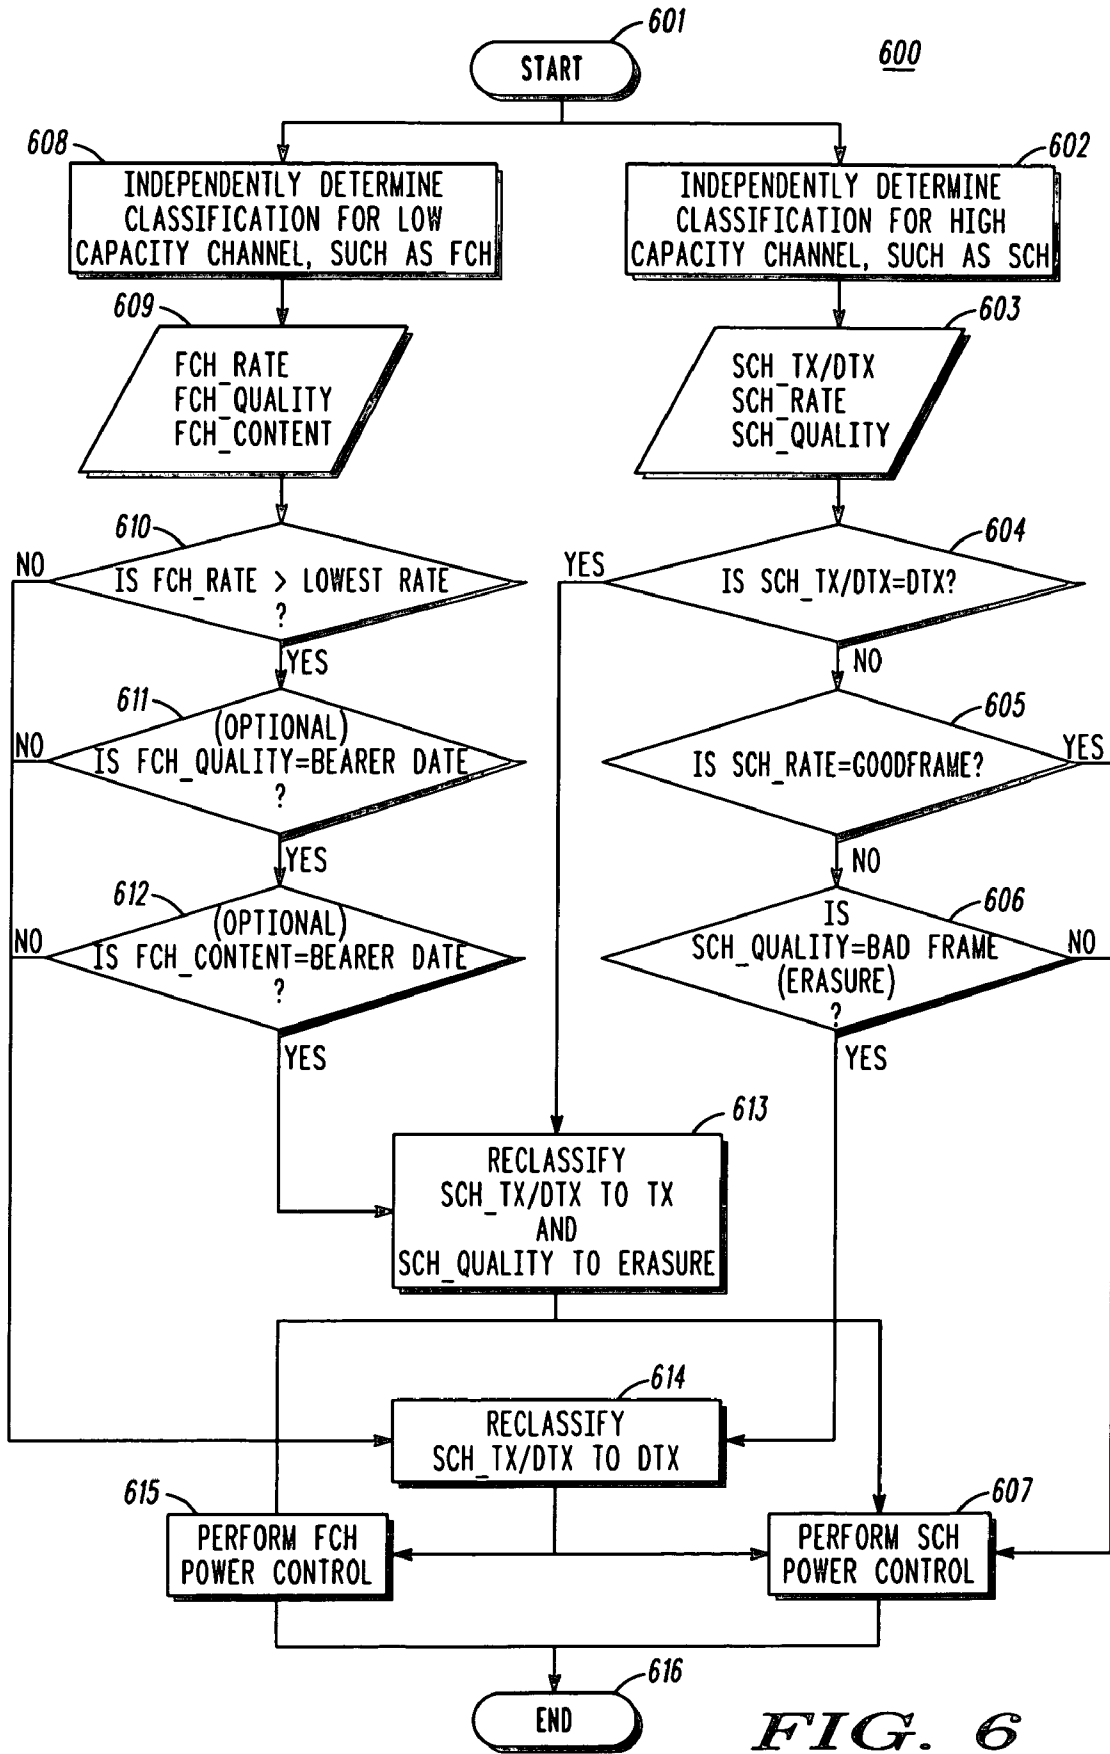 601
START
600
608
INDEPENDENTLY DETERMINE
CLASSIFICATION FOR LOW
CAPACITY CHANNEL, SUCH AS FCH
602
INDEPENDENTLY DETERMINE
CLASSIFICATION FOR HIGH
CAPACITY CHANNEL, SUCH AS SCH
609
FCH_RATE
FCH_QUALITY
FCH_CONTENT
603
SCH_TX/DTX
SCH_RATE
SCH_QUALITY
610
NO
IS FCH_RATE > LOWEST RATE
?
YES
604
YES
IS SCH_TX/DTX=DTX?
NO
611
(OPTIONAL)
NO
IS FCH_QUALITY=BEARER DATE
?
YES
605
IS SCH_RATE=GOODFRAME?
YES
NO
612
(OPTIONAL)
NO
IS FCH_CONTENT=BEARER DATE
?
YES
606
IS
SCH_QUALITY=BAD FRAME
(ERASURE)
?
NO
YES
613
RECLASSIFY
SCH_TX/DTX TO TX
AND
SCH_QUALITY TO ERASURE
614
RECLASSIFY
SCH_TX/DTX TO DTX
615
PERFORM FCH
POWER CONTROL
607
PERFORM SCH
POWER CONTROL
616
END
FIG. 6